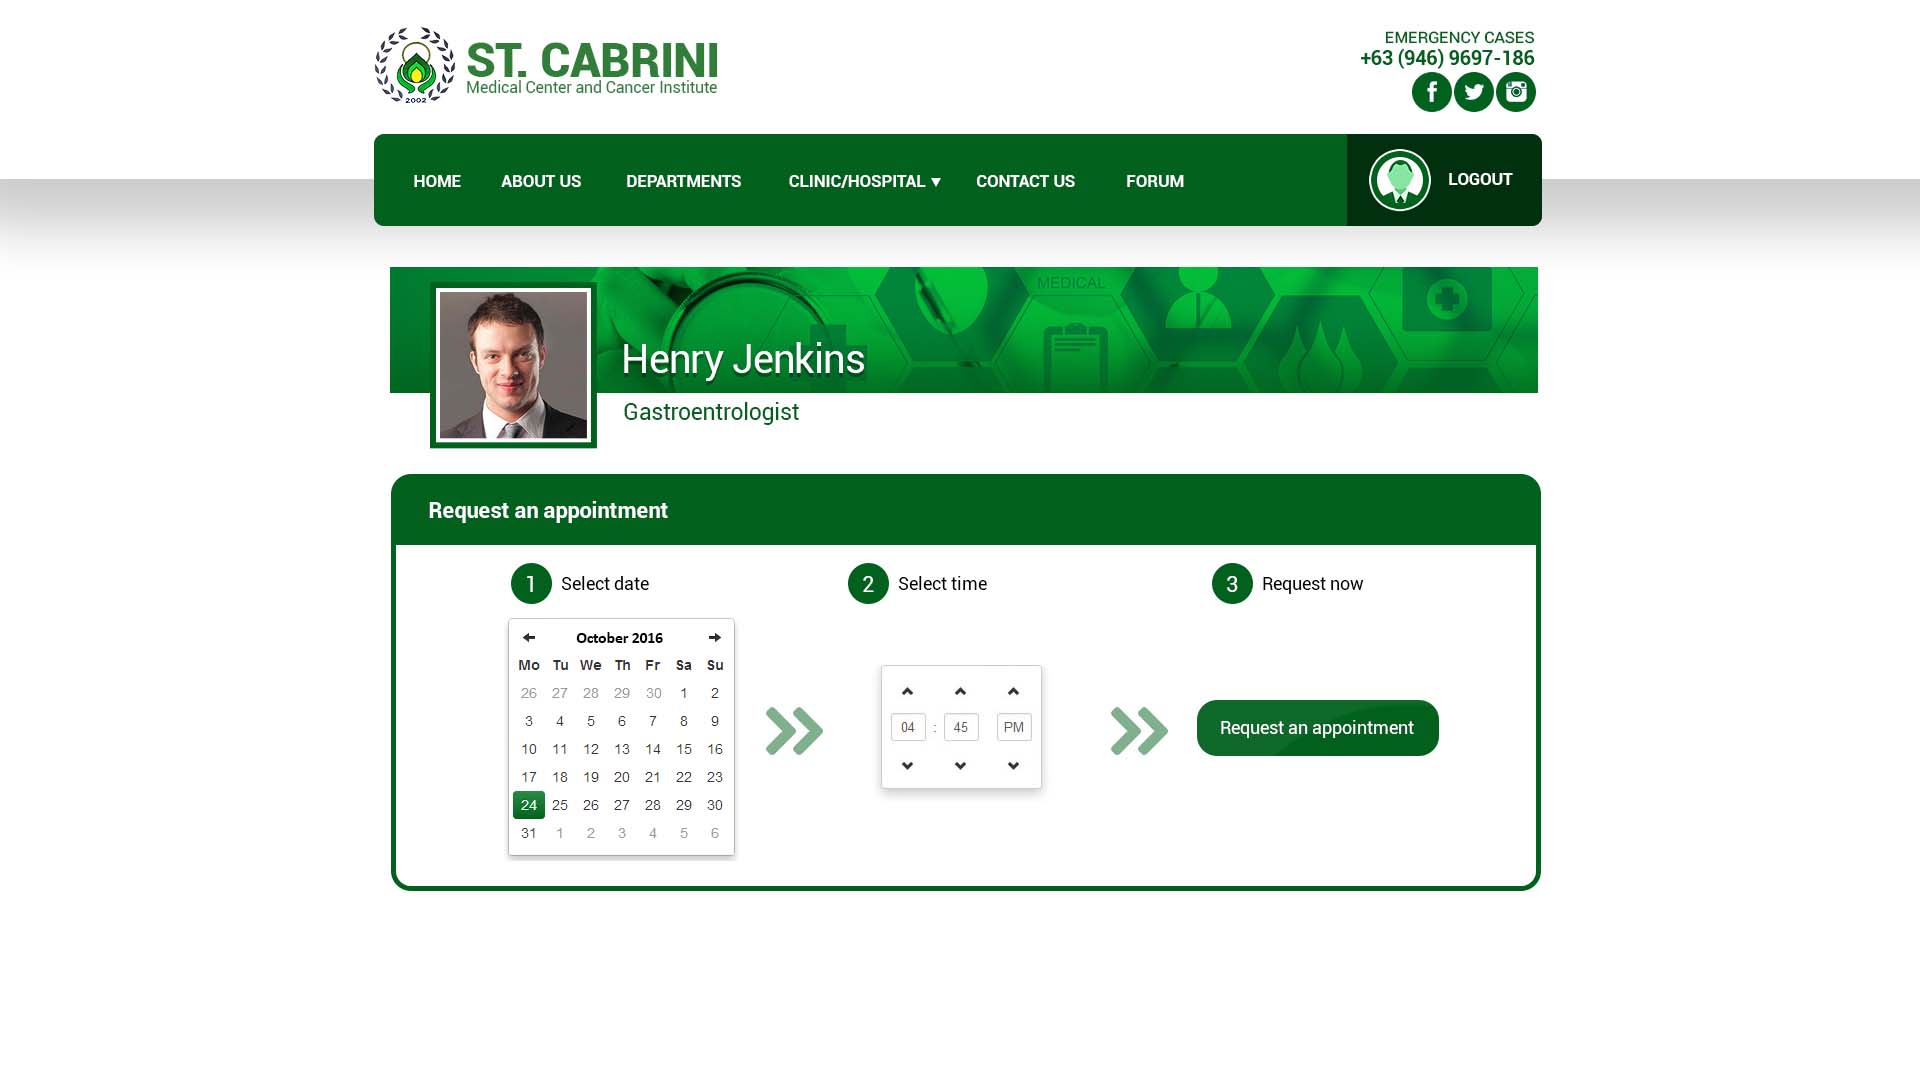 2002
ST. CABRINI
Medical Center and Cancer Institute
EMERGENCY CASES
+63 (946) 9697-186
HOME ABOUT US DEPARTMENTS CLINIC/HOSPITAL CONTACT US FORUM LOGOUT
MEDICAL
Henry Jenkins
Gastroentrologist
Request an appointment
1 Select date
2 Select time
3 Request now
October 2016
Mo Tu We Th Fr Sa Su
26 27 28 29 30 1 2
3 4 5 6 7 8 9
10 11 12 13 14 15 16
17 18 19 20 21 22 23
24 25 26 27 28 29 30
31 1 2 3 4 5 6
04 : 45 PM
Request an appointment